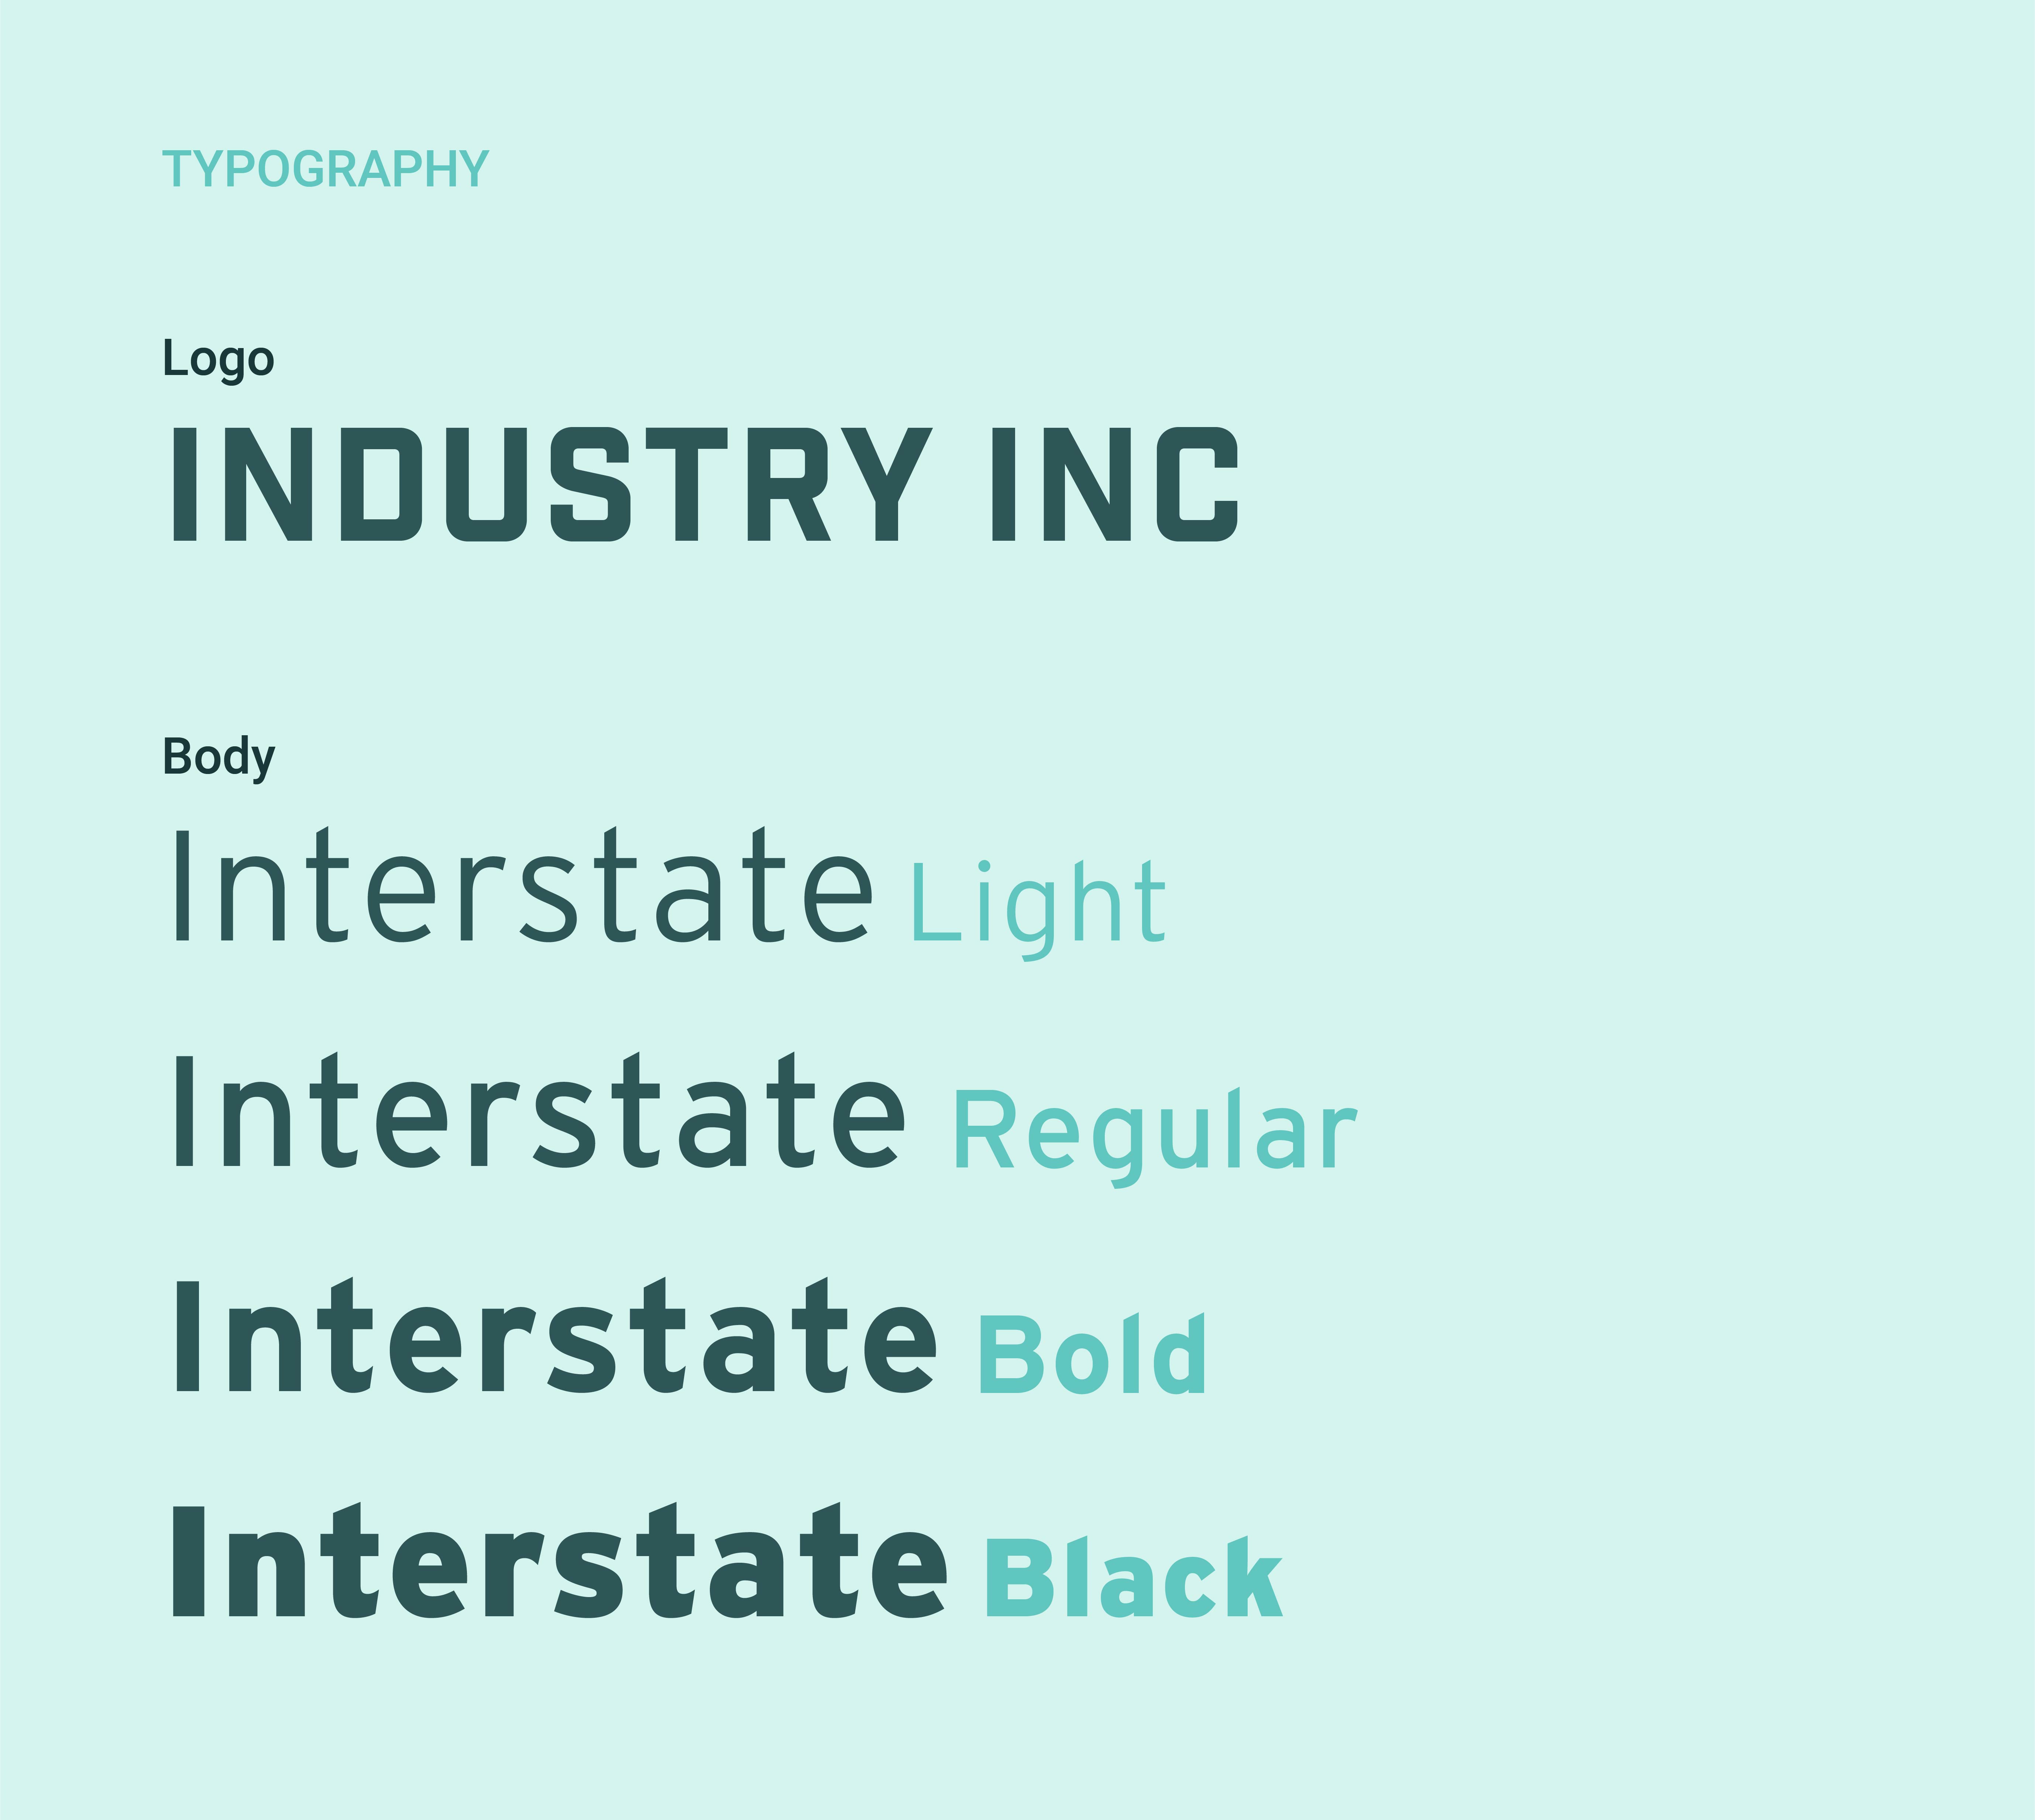 TYPOGRAPHY
Logo
INDUSTRY INC
Body
Interstate Light
Interstate Regular
Interstate Bold
Interstate Black